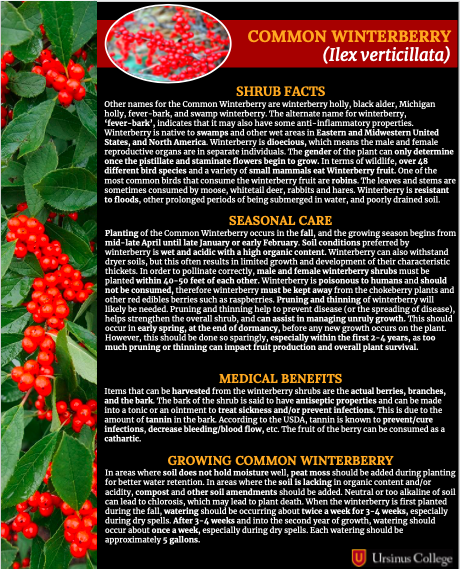 COMMON WINTERBERRY
(Ilex verticillata)
SHRUB FACTS
Other names for the Common Winterberry are winterberry holly, black alder, Michigan
holly, fever-bark, and swamp winterberry. The alternate name for winterberry,
'fever-bark', indicates that it may also have some anti-inflammatory properties.
Winterberry is native to swamps and other wet areas in Eastern and Midwestern United
States, and North America. Winterberry is dioecious, which means the male and female
reproductive organs are in separate individuals. The gender of the plant can only determine
once the pistillate and staminate flowers begin to grow. In terms of wildlife, over 48
different bird species and a variety of small mammals eat Winterberry fruit. One of the
most common birds that consume the winterberry fruit are robins. The leaves and stems are
sometimes consumed by moose, whitetail deer, rabbits and hares. Winterberry is resistant
to floods, other prolonged periods of being submerged in water, and poorly drained soil.
SEASONAL CARE
Planting of the Common Winterberry occurs in the fall, and the growing season begins from
mid-late April until late January or early February. Soil conditions preferred by
winterberry is wet and acidic with a high organic content. Winterberry can also withstand
dryer soils, but this often results in limited growth and development of their characteristic
thickets. In order to pollinate correctly, male and female winterberry shrubs must be
planted within 40-50 feet of each other. Winterberry is poisonous to humans and should
not be consumed, therefore winterberry must be kept away from the chokeberry plants and
other red edibles berries such as raspberries. Pruning and thinning of winterberry will
likely be needed. Pruning and thinning help to prevent disease (or the spreading of disease),
helps strengthen the overall shrub, and can assist in managing unruly growth. This should
occur in early spring, at the end of dormancy, before any new growth occurs on the plant.
However, this should be done so sparingly, especially within the first 2-4 years, as too
much pruning or thinning can impact fruit production and overall plant survival.
MEDICAL BENEFITS
Items that can be harvested from the winterberry shrubs are the actual berries, branches,
and the bark. The bark of the shrub is said to have antiseptic properties and can be made
into a tonic or an ointment to treat sickness and/or prevent infections. This is due to the
amount of tannin in the bark. According to the USDA, tannin is known to prevent/cure
infections, decrease bleeding/blood flow, etc. The fruit of the berry can be consumed as a
cathartic.
GROWING COMMON WINTERBERRY
In areas where soil does not hold moisture well, peat moss should be added during planting
for better water retention. In areas where the soil is lacking in organic content and/or
acidity, compost and other soil amendments should be added. Neutral or too alkaline of soil
can lead to chlorosis, which may lead to plant death. When the winterberry is first planted
during the fall, watering should be occurring about twice a week for 3-4 weeks, especially
during dry spells. After 3-4 weeks and into the second year of growth, watering should
occur about once a week, especially during dry spells. Each watering should be
approximately 5 gallons.
U Ursinus College